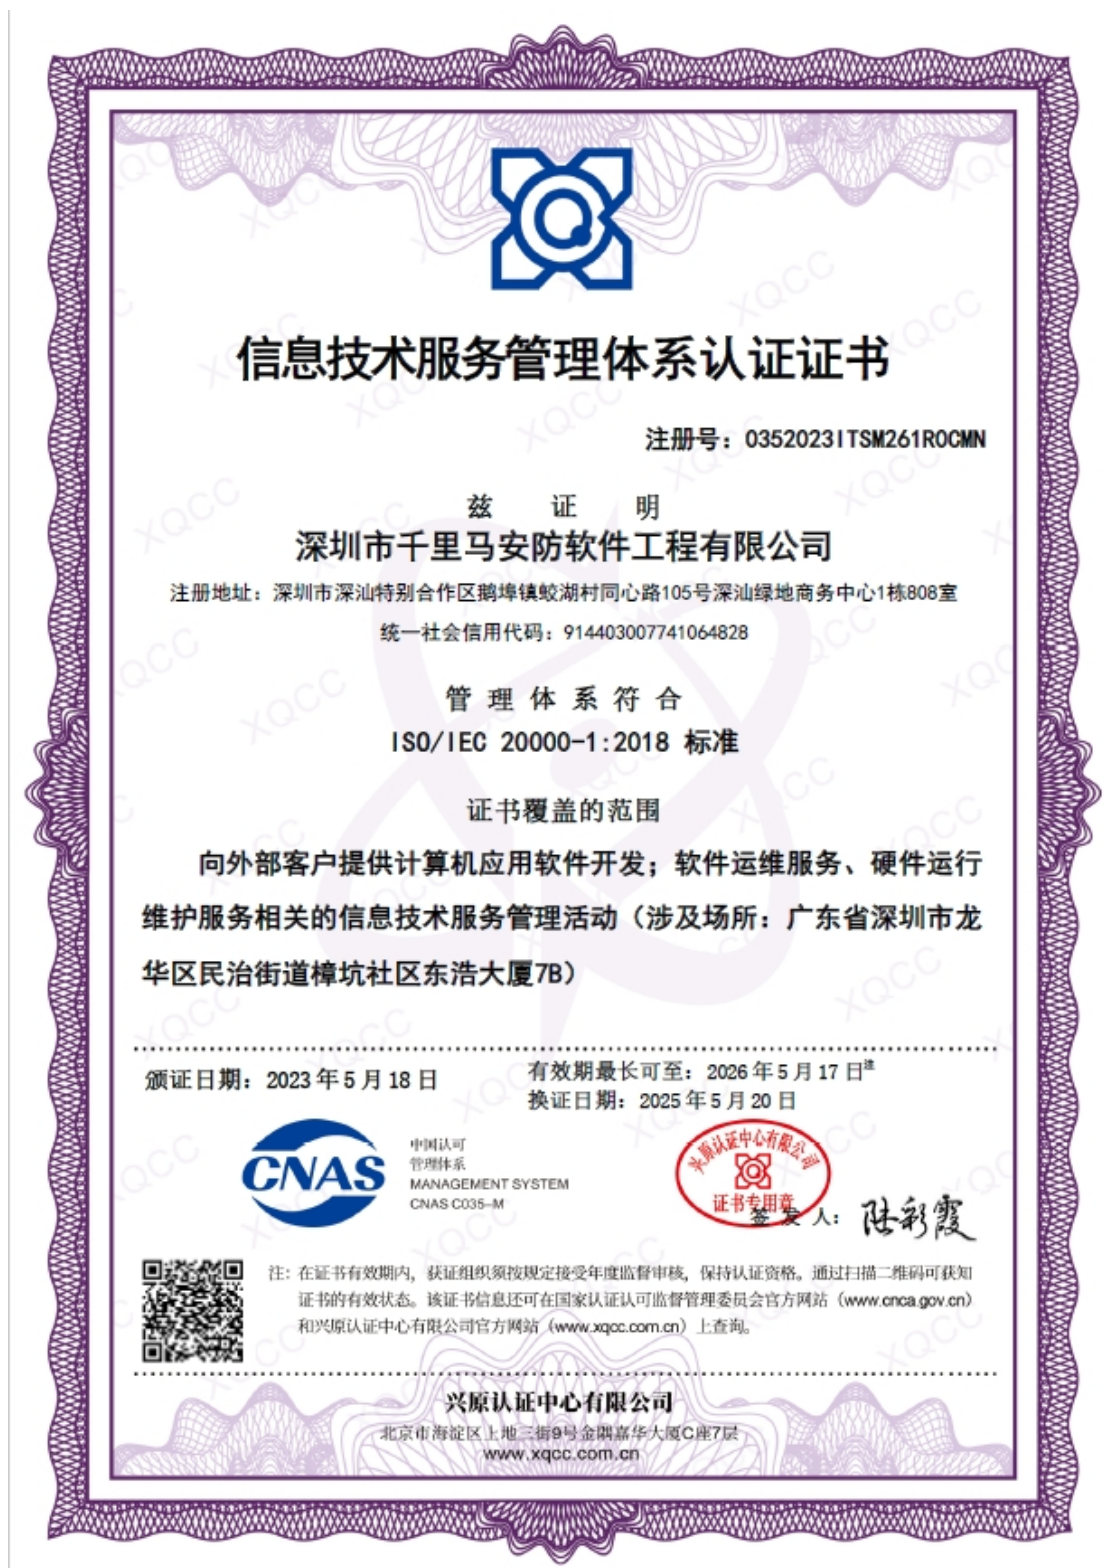 信息技术服务管理体系认证证书
注册号：0352023ITSM261R0CMN
兹 证 明
深圳市千里马安防软件工程有限公司
注册地址：深圳市深汕特别合作区鹅埠镇蛟湖村同心路105号深汕绿地商务中心1栋808室
统一社会信用代码：914403007741064828
管 理 体 系 符 合
ISO/IEC 20000-1:2018 标准
证书覆盖的范围
向外部客户提供计算机应用软件开发；软件运维服务、硬件运行
维护服务相关的信息技术服务管理活动（涉及场所：广东省深圳市龙
华区民治街道樟坑社区东浩大厦7B）
颁证日期：2023 年 5 月 18 日
有效期最长可至：2026 年 5 月 17 日注
换证日期：2025 年 5 月 20 日
CNAS
中国认可
管理体系
MANAGEMENT SYSTEM
CNAS C035-M
兴原认证中心有限公司
证书专用章
签 发 人：陆彩霞
注：在证书有效期内，获证组织须按规定接受年度监督审核，保持认证资格。通过扫描二维码可获知
证书的有效状态。该证书信息还可在国家认证认可监督管理委员会官方网站（www.cnca.gov.cn）
和兴原认证中心有限公司官方网站（www.xqcc.com.cn）上查询。
兴原认证中心有限公司
北京市海淀区上地三街9号金隅嘉华大厦C座7层
www.xqcc.com.cn